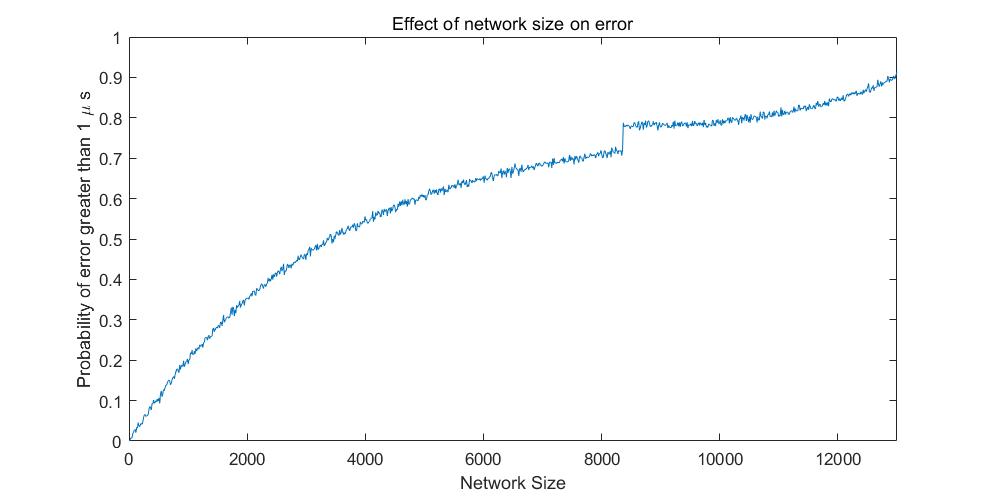 Effect of network size on error
Probability of error greater than 1 μ s
1
0.9
0.8
0.7
0.6
0.5
0.4
0.3
0.2
0.1
0
0 2000 4000 6000 8000 10000 12000
Network Size